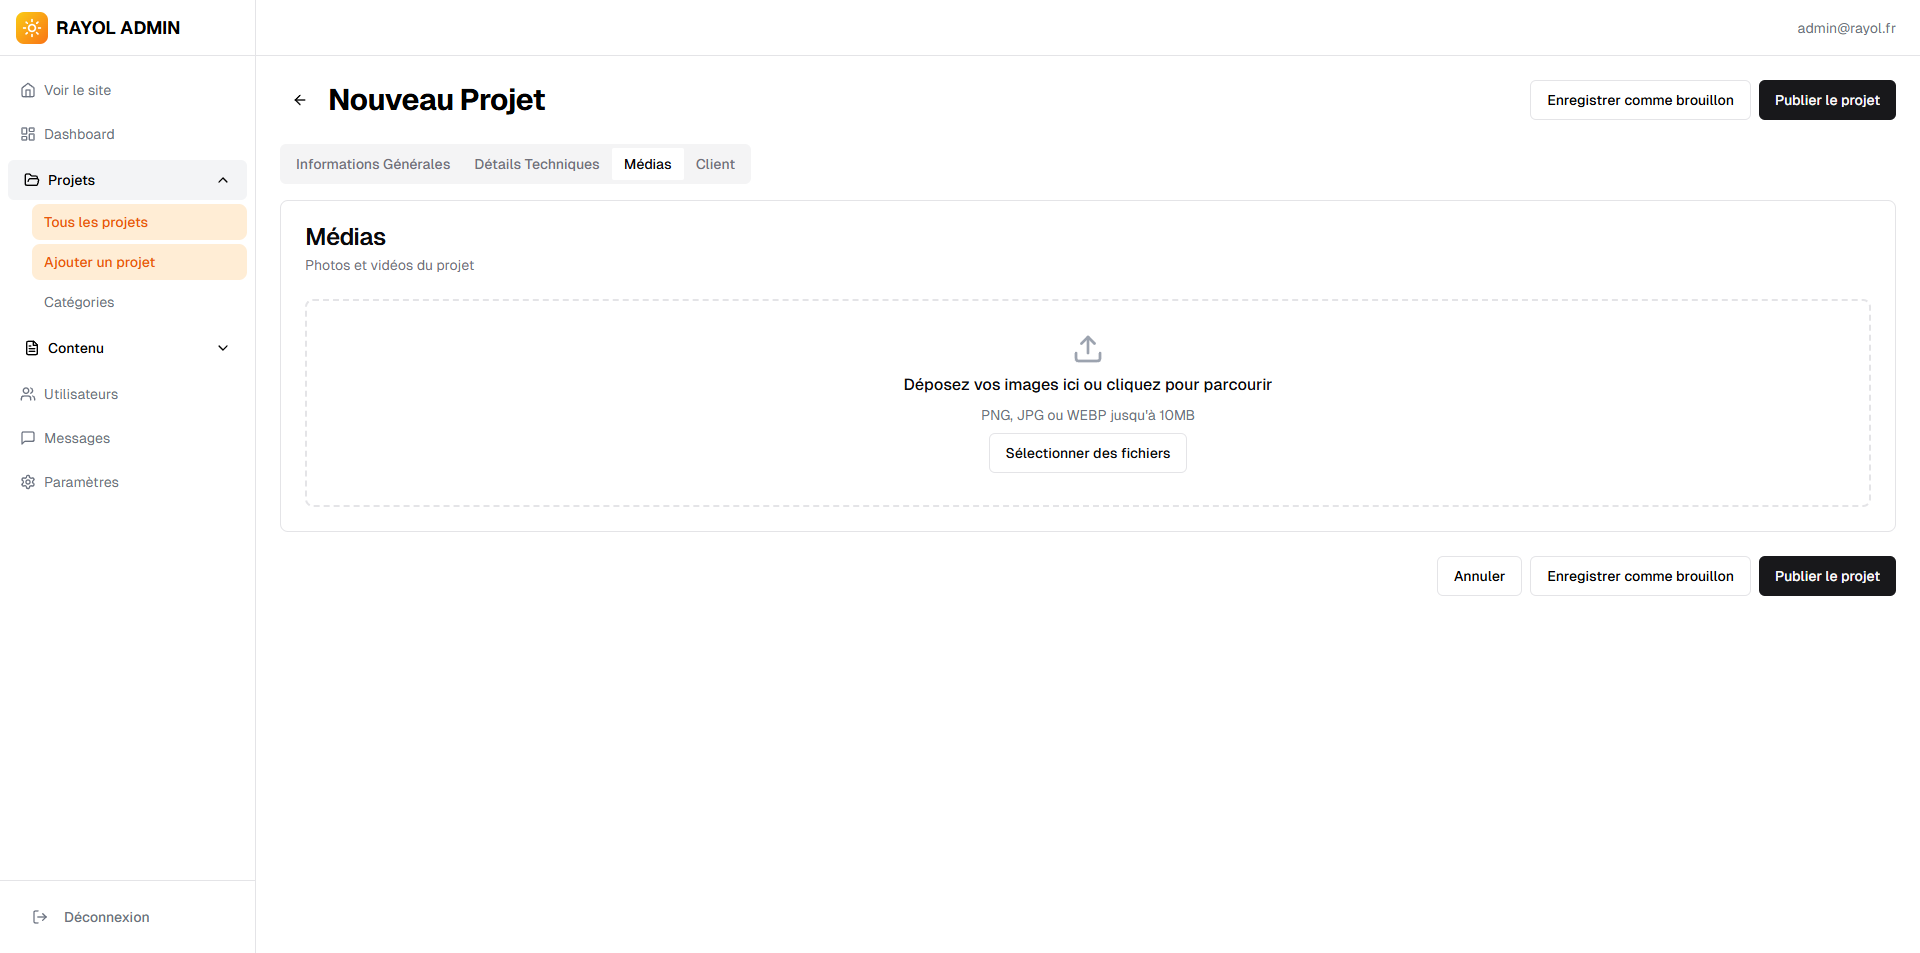 RAYOL ADMIN
admin@rayol.fr
Voir le site
Dashboard
Projets
Tous les projets
Ajouter un projet
Catégories
Contenu
Utilisateurs
Messages
Paramètres
Déconnexion
Nouveau Projet
Enregistrer comme brouillon
Publier le projet
Informations Générales
Détails Techniques
Médias
Client
Médias
Photos et vidéos du projet
Déposez vos images ici ou cliquez pour parcourir
PNG, JPG ou WEBP jusqu'à 10MB
Sélectionner des fichiers
Annuler
Enregistrer comme brouillon
Publier le projet